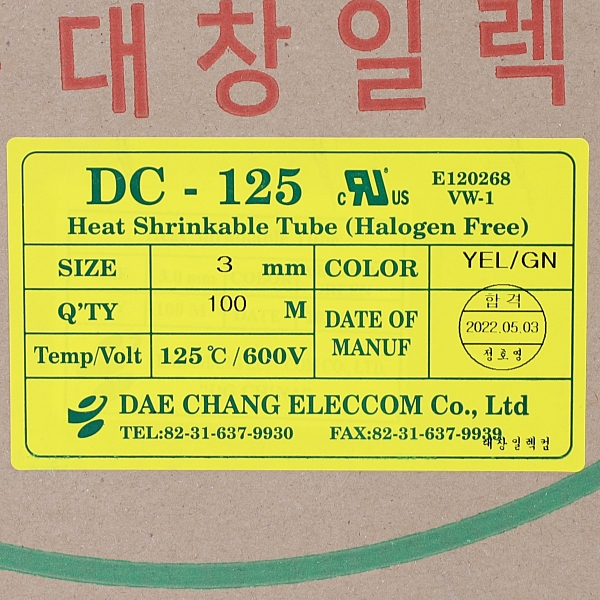 대창일렉
DC - 125 c RU US E120268
VW-1
Heat Shrinkable Tube (Halogen Free)
SIZE 3 mm COLOR YEL/GN
Q'TY 100 M DATE OF MANUF 합격
2022.05.03
정호영
Temp/Volt 125℃/600V
DAE CHANG ELECCOM Co., Ltd
TEL:82-31-637-9930 FAX:82-31-637-9939
대창일렉컴